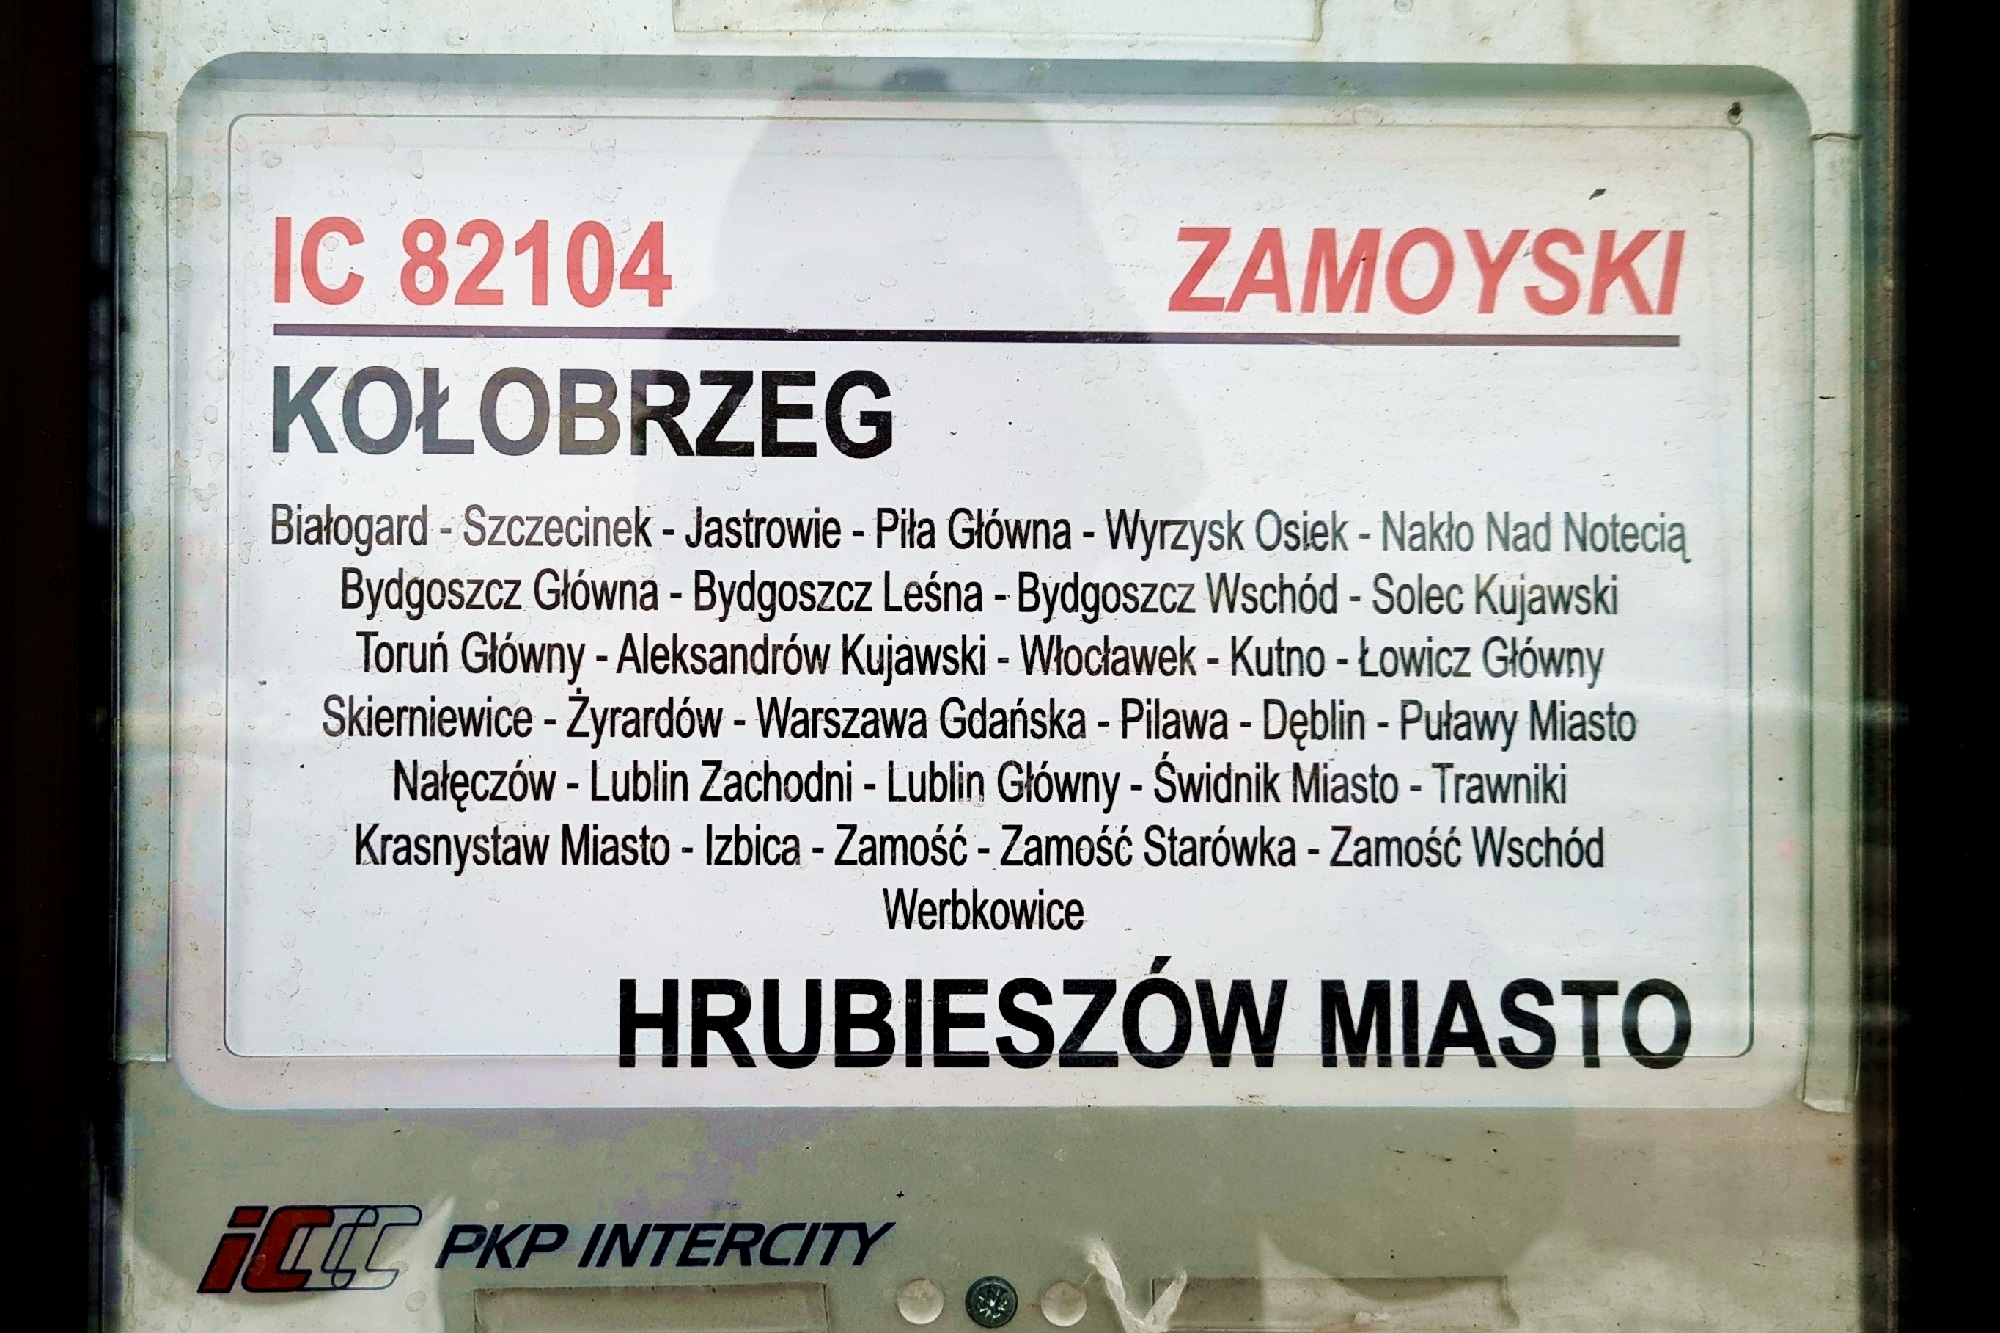 IC 82104 ZAMOYSKI
KOŁOBRZEG
Białogard - Szczecinek - Jastrowie - Piła Główna - Wyrzysk Osiek - Nakło Nad Notecią
Bydgoszcz Główna - Bydgoszcz Leśna - Bydgoszcz Wschód - Solec Kujawski
Toruń Główny - Aleksandrów Kujawski - Włocławek - Kutno - Łowicz Główny
Skierniewice - Żyrardów - Warszawa Gdańska - Pilawa - Dęblin - Puławy Miasto
Nałęczów - Lublin Zachodni - Lublin Główny - Świdnik Miasto - Trawniki
Krasnystaw Miasto - Izbica - Zamość - Zamość Starówka - Zamość Wschód
Werbkowice
HRUBIESZÓW MIASTO
iC PKP INTERCITY